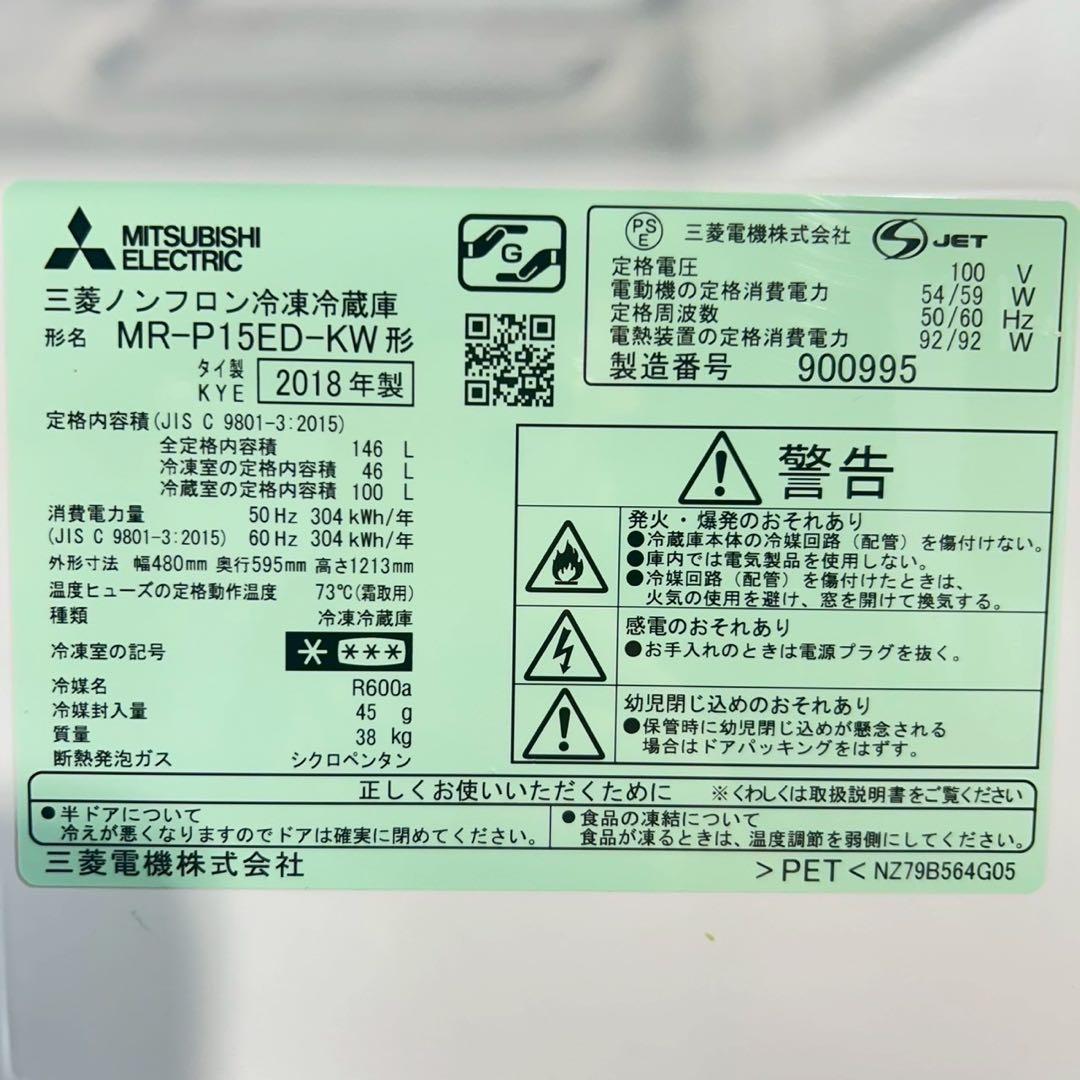 MITSUBISHI
ELECTRIC
三菱ノンフロン冷凍冷蔵庫
形名 MR-P15ED-KW 形
タイ製
KYE 2018 年製
定格内容積(JIS C 9801-3:2015)
全定格内容積 146 L
冷凍室の定格内容積 46 L
冷蔵室の定格内容積 100 L
消費電力量 50 Hz 304 kWh/年
(JIS C 9801-3:2015) 60 Hz 304 kWh/年
外形寸法 幅480mm 奥行595mm 高さ1213mm
温度ヒューズの定格動作温度 73℃(霜取用)
種類 冷凍冷蔵庫
冷凍室の記号
冷媒名 R600a
冷媒封入量 45 g
質量 38 kg
断熱発泡ガス シクロペンタン
G
PS
E 三菱電機株式会社 JET
定格電圧 100 V
電動機の定格消費電力 54/59 W
定格周波数 50/60 Hz
電熱装置の定格消費電力 92/92 W
製造番号 900995
警告
発火・爆発のおそれあり
●冷蔵庫本体の冷媒回路（配管）を傷付けない。
●庫内では電気製品を使用しない。
●冷媒回路（配管）を傷付けたときは、
火気の使用を避け、窓を開けて換気する。
感電のおそれあり
●お手入れのときは電源プラグを抜く。
幼児閉じ込めのおそれあり
●保管時に幼児閉じ込めが懸念される
場合はドアパッキングをはずす。
正しくお使いいただくために ※くわしくは取扱説明書をご覧ください
●半ドアについて
冷えが悪くなりますのでドアは確実に閉めてください。
●食品の凍結について
食品が凍るときは、温度調節を弱側にしてください。
三菱電機株式会社
>PET< NZ79B564G05